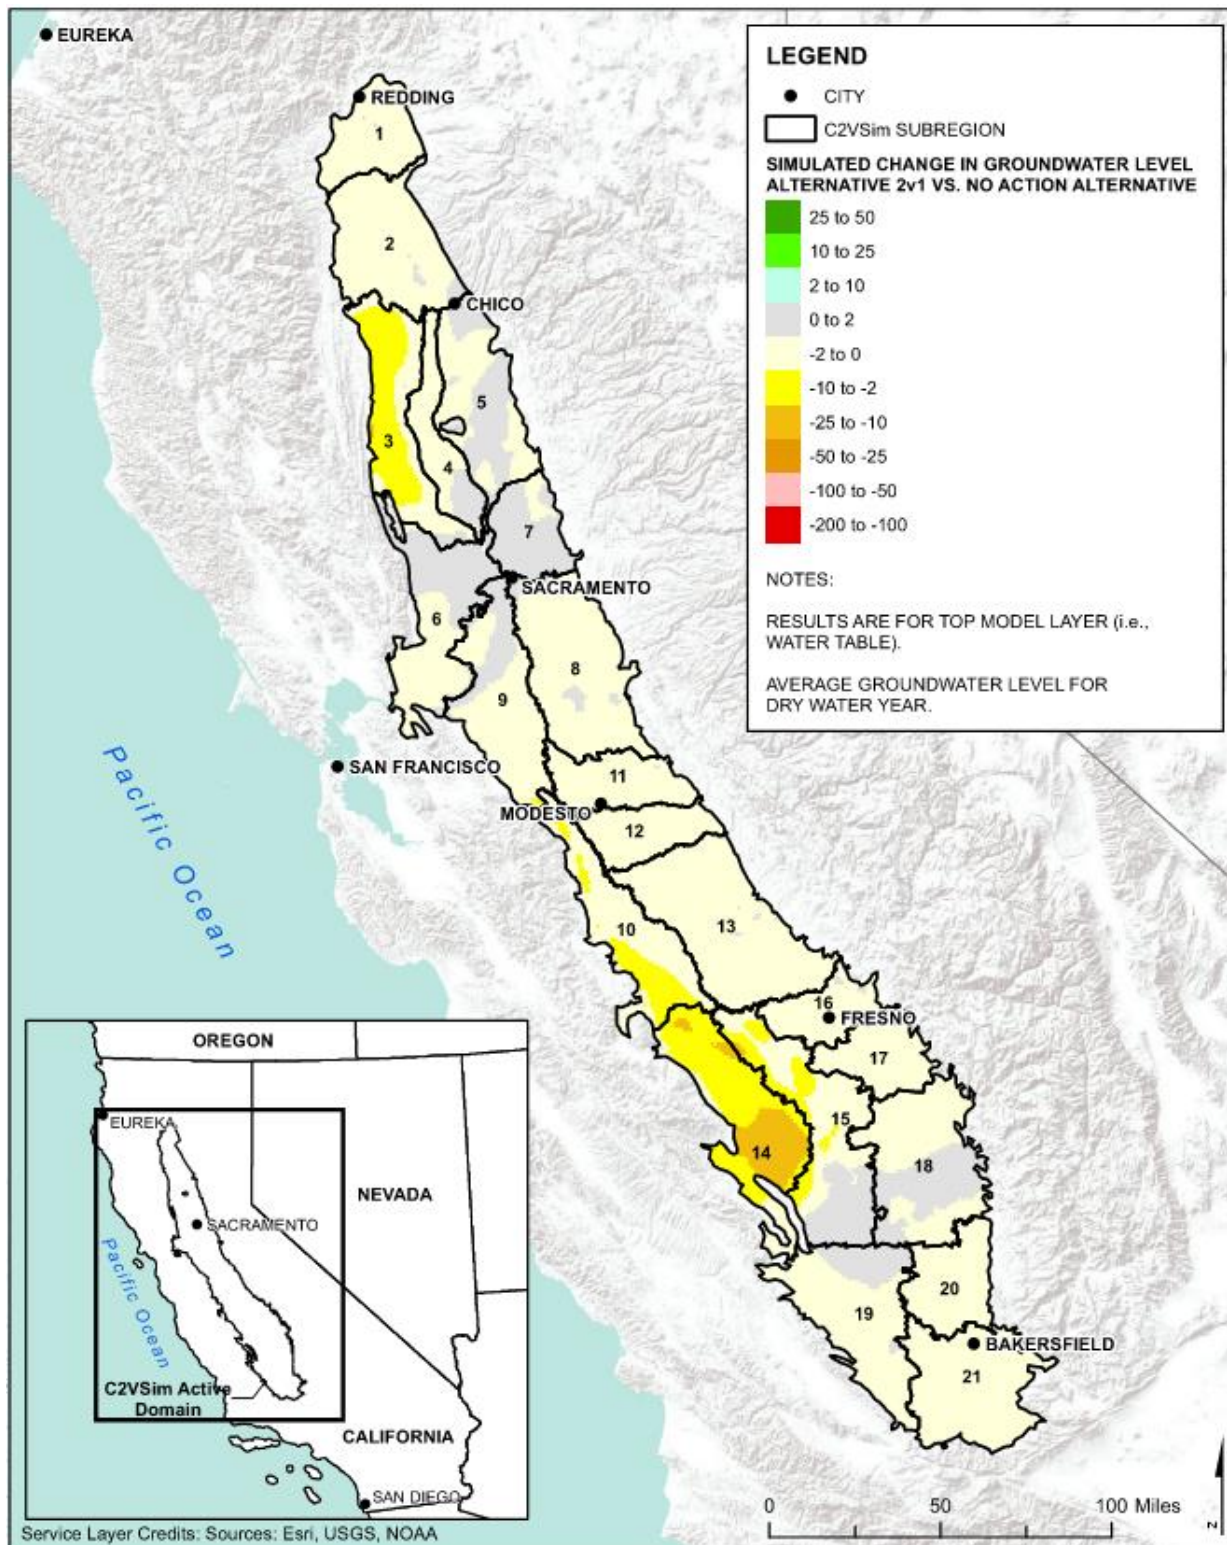 EUREKA
REDDING
1
2
CHICO
3
5
4
7
SACRAMENTO
6
8
9
SAN FRANCISCO
11
MODESTO
12
10
13
16
FRESNO
17
15
14
18
20
19
BAKERSFIELD
21
Pacific Ocean
LEGEND
CITY
C2VSim SUBREGION
SIMULATED CHANGE IN GROUNDWATER LEVEL
ALTERNATIVE 2v1 VS. NO ACTION ALTERNATIVE
25 to 50
10 to 25
2 to 10
0 to 2
-2 to 0
-10 to -2
-25 to -10
-50 to -25
-100 to -50
-200 to -100
NOTES:
RESULTS ARE FOR TOP MODEL LAYER (i.e.,
WATER TABLE).
AVERAGE GROUNDWATER LEVEL FOR
DRY WATER YEAR.
OREGON
EUREKA
NEVADA
SACRAMENTO
Pacific Ocean
C2VSim Active
Domain
CALIFORNIA
SAN DIEGO
Service Layer Credits: Sources: Esri, USGS, NOAA
0 50 100 Miles
z